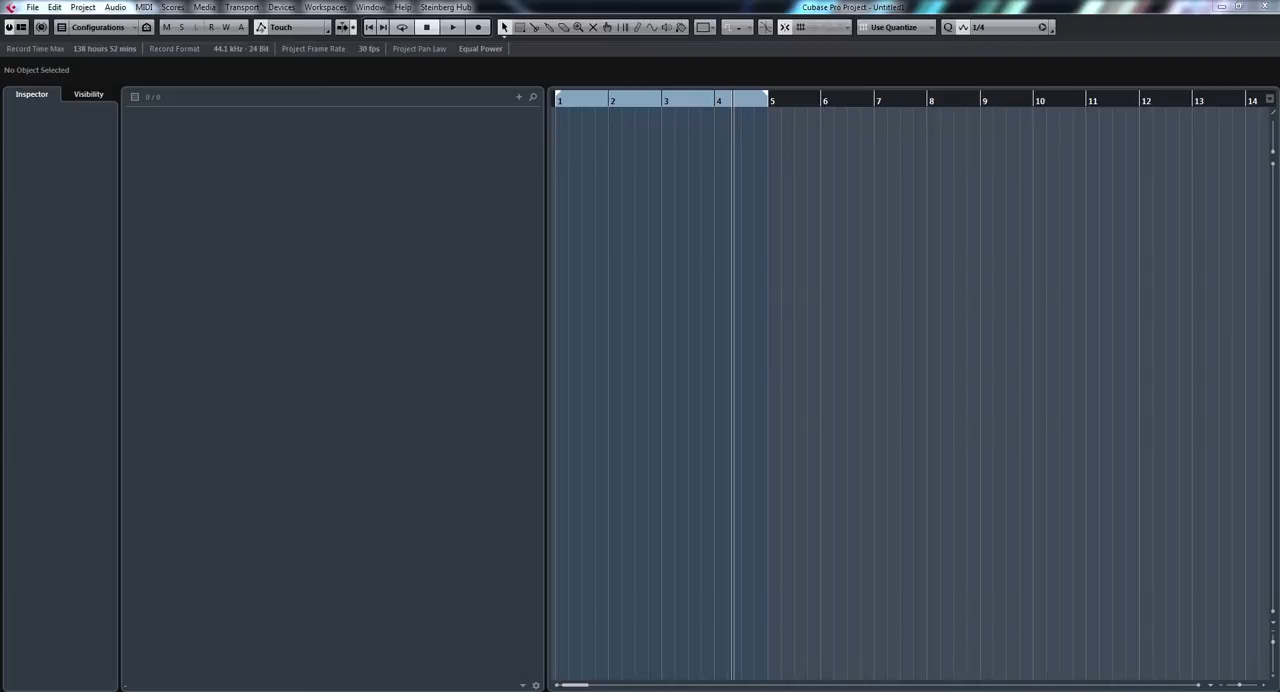 File Edit Project Audio MIDI Scores Media Transport Devices Workspaces Window Help Steinberg Hub Cubase Pro Project - Untitled1
Configurations M S L R W A Touch Use Quantize Q 1/4
Record Time Max 138 hours 52 mins Record Format 44.1 kHz - 24 Bit Project Frame Rate 30 fps Project Pan Law Equal Power
No Object Selected
Inspector Visibility 0 / 0
1 2 3 4 5 6 7 8 9 10 11 12 13 14